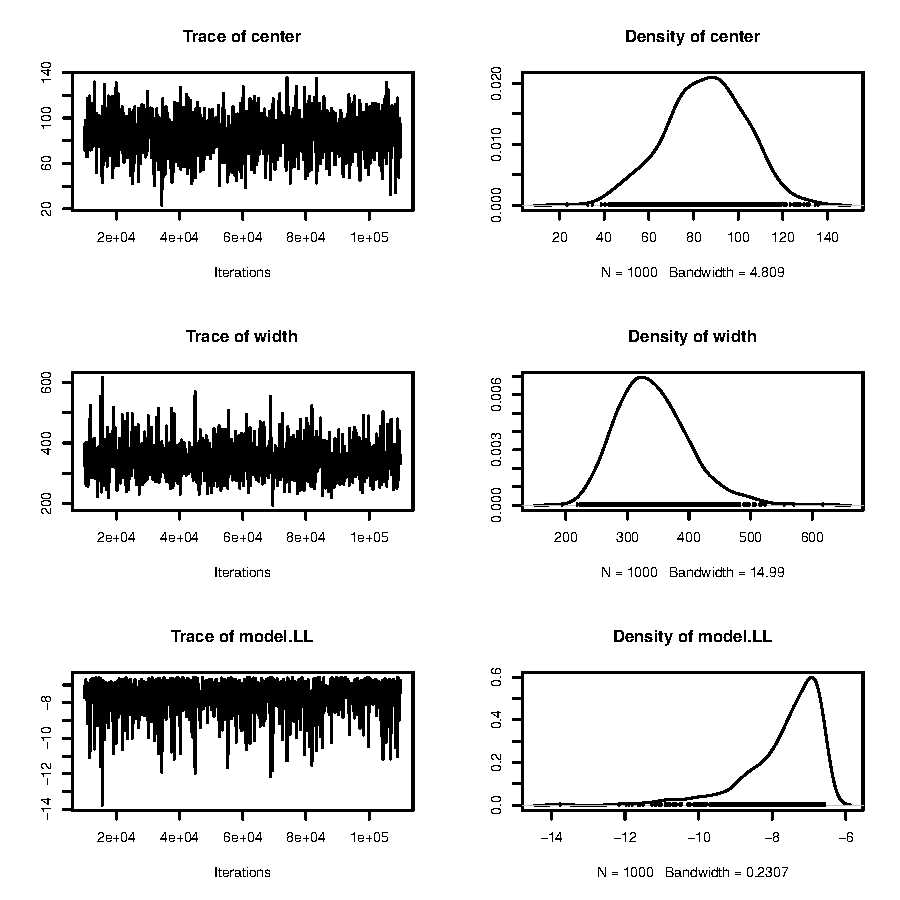 Trace of center
Density of center
20 60 100 140
2e+04 4e+04 6e+04 8e+04 1e+05
Iterations
0.000 0.010 0.020
20 40 60 80 100 120 140
N = 1000 Bandwidth = 4.809
Trace of width
Density of width
200 400 600
2e+04 4e+04 6e+04 8e+04 1e+05
Iterations
0.000 0.003 0.006
200 300 400 500 600
N = 1000 Bandwidth = 14.99
Trace of model.LL
Density of model.LL
−14 −12 −10 −8
2e+04 4e+04 6e+04 8e+04 1e+05
Iterations
0.0 0.2 0.4 0.6
−14 −12 −10 −8 −6
N = 1000 Bandwidth = 0.2307